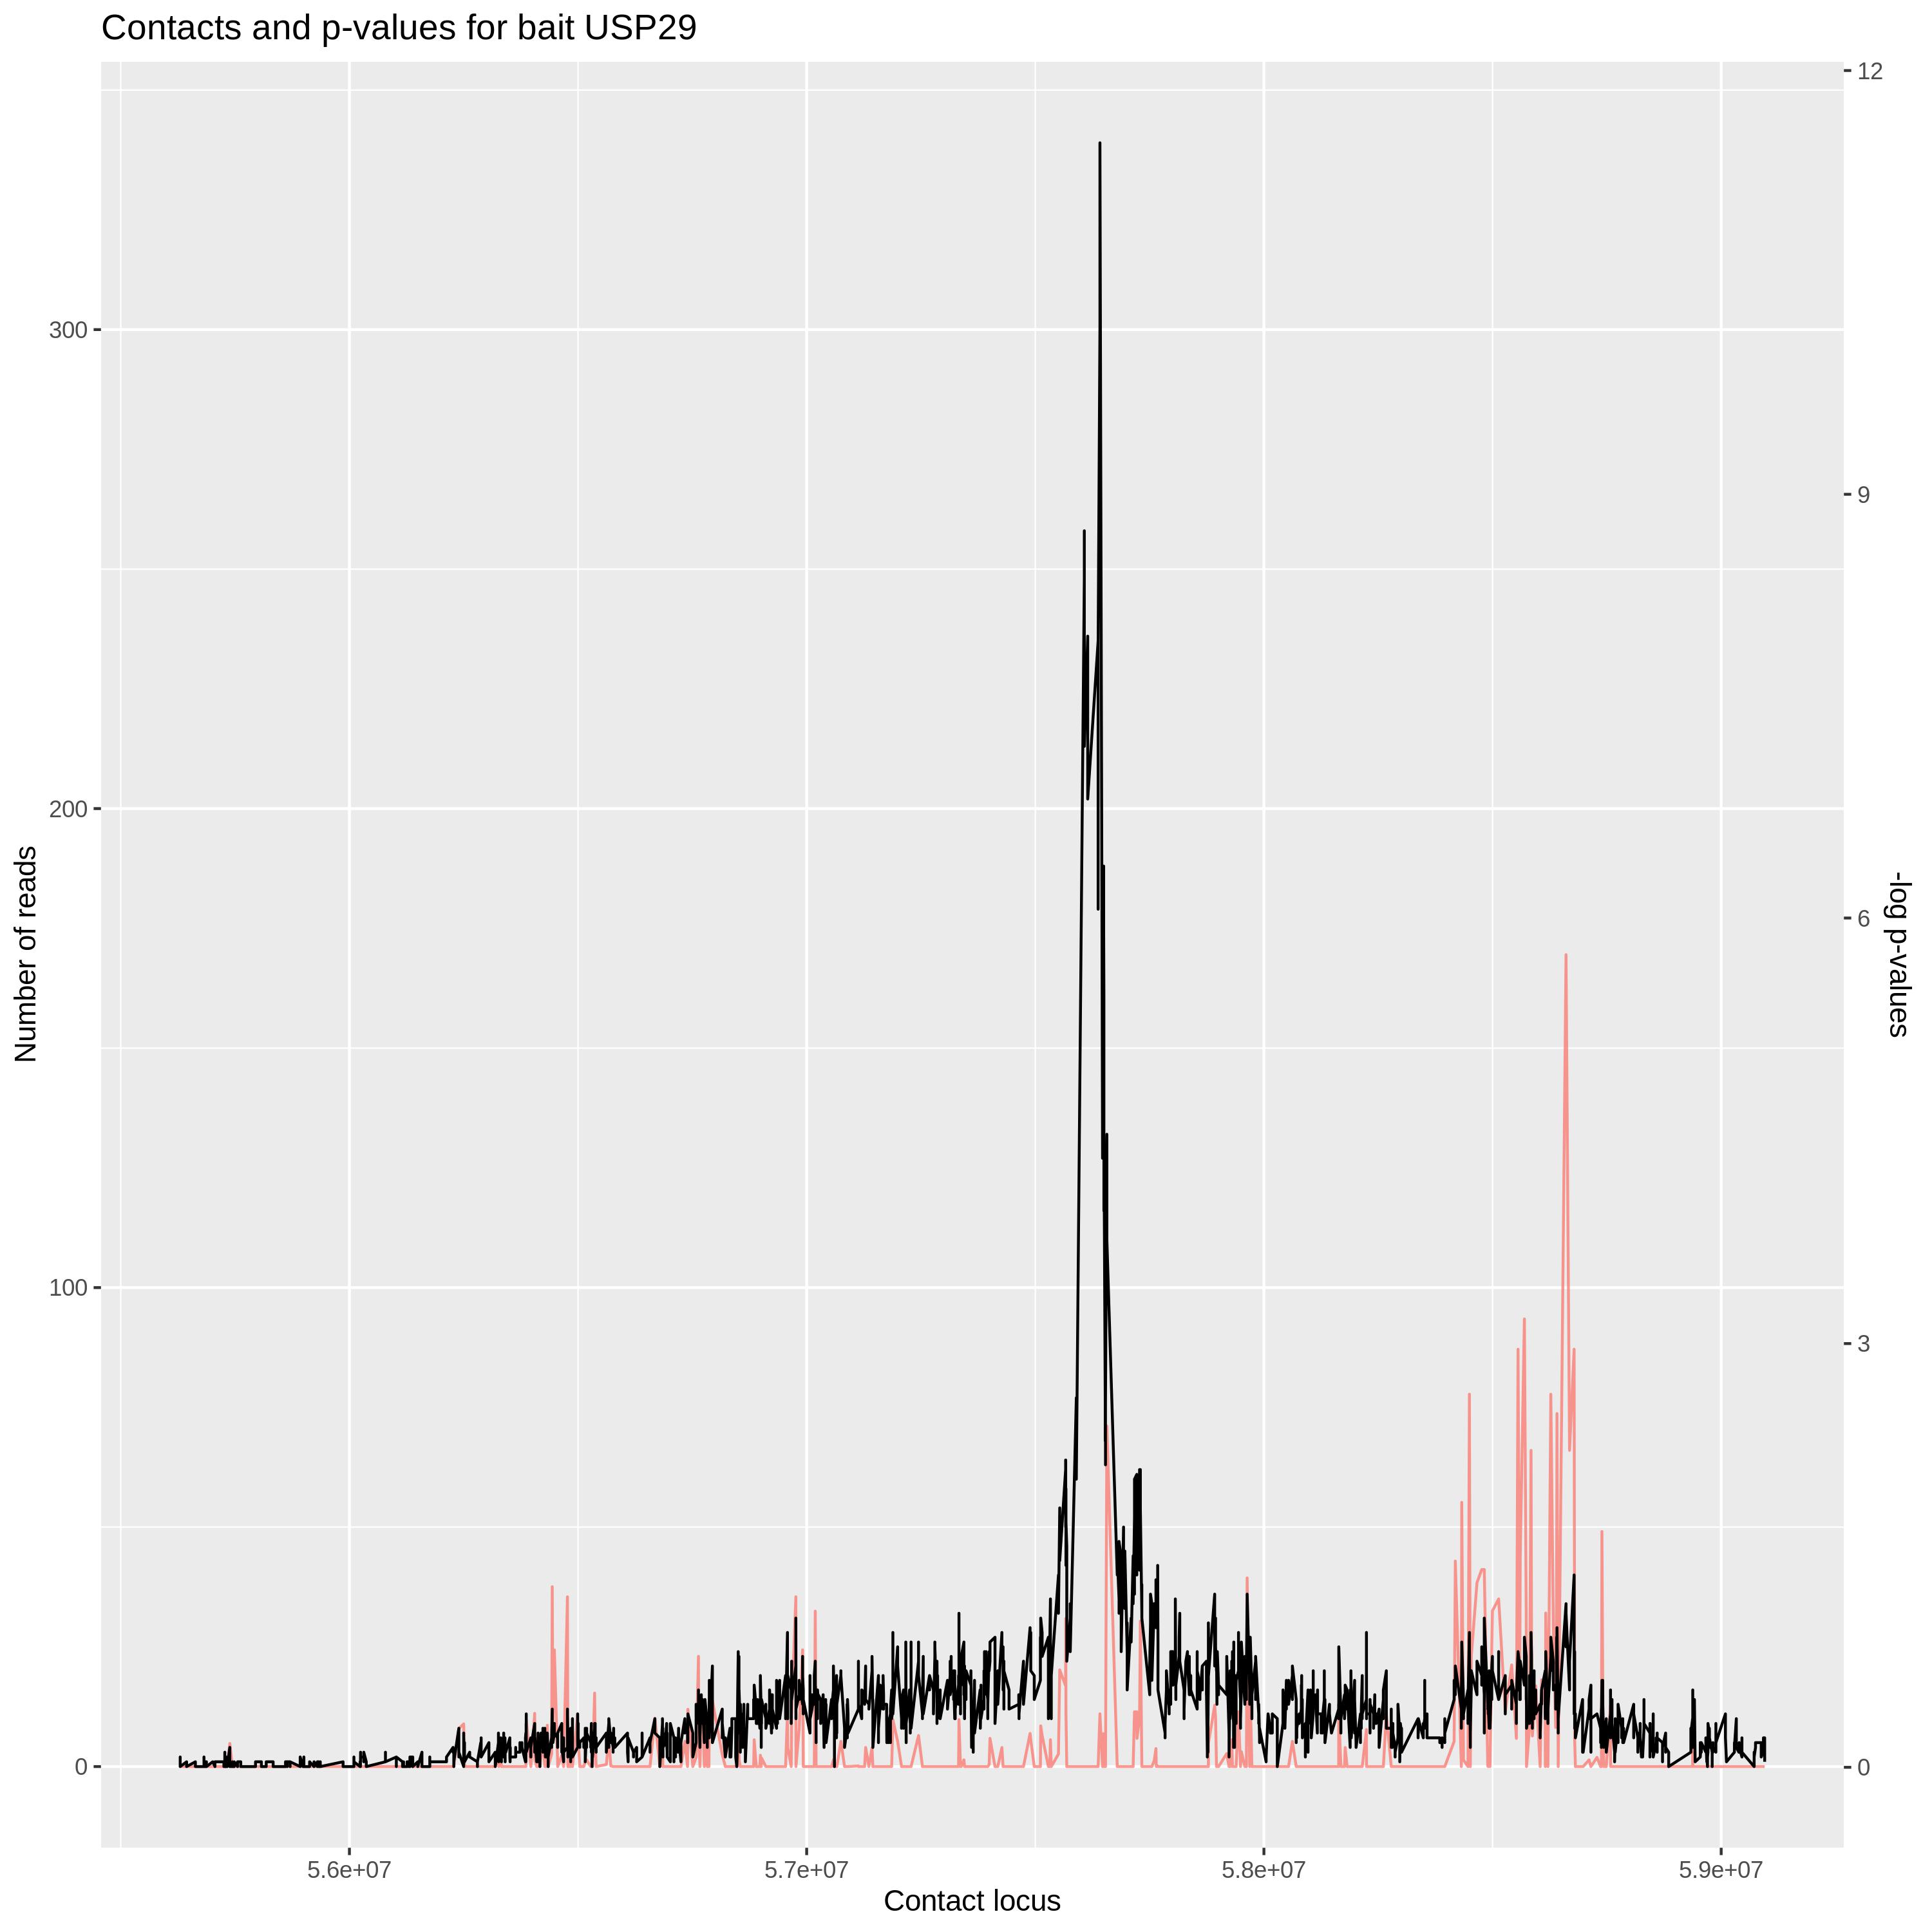 Contacts and p-values for bait USP29
12
9
6
3
0
-log p-values
300
200
100
0
Number of reads
5.6e+07
5.7e+07
5.8e+07
5.9e+07
Contact locus